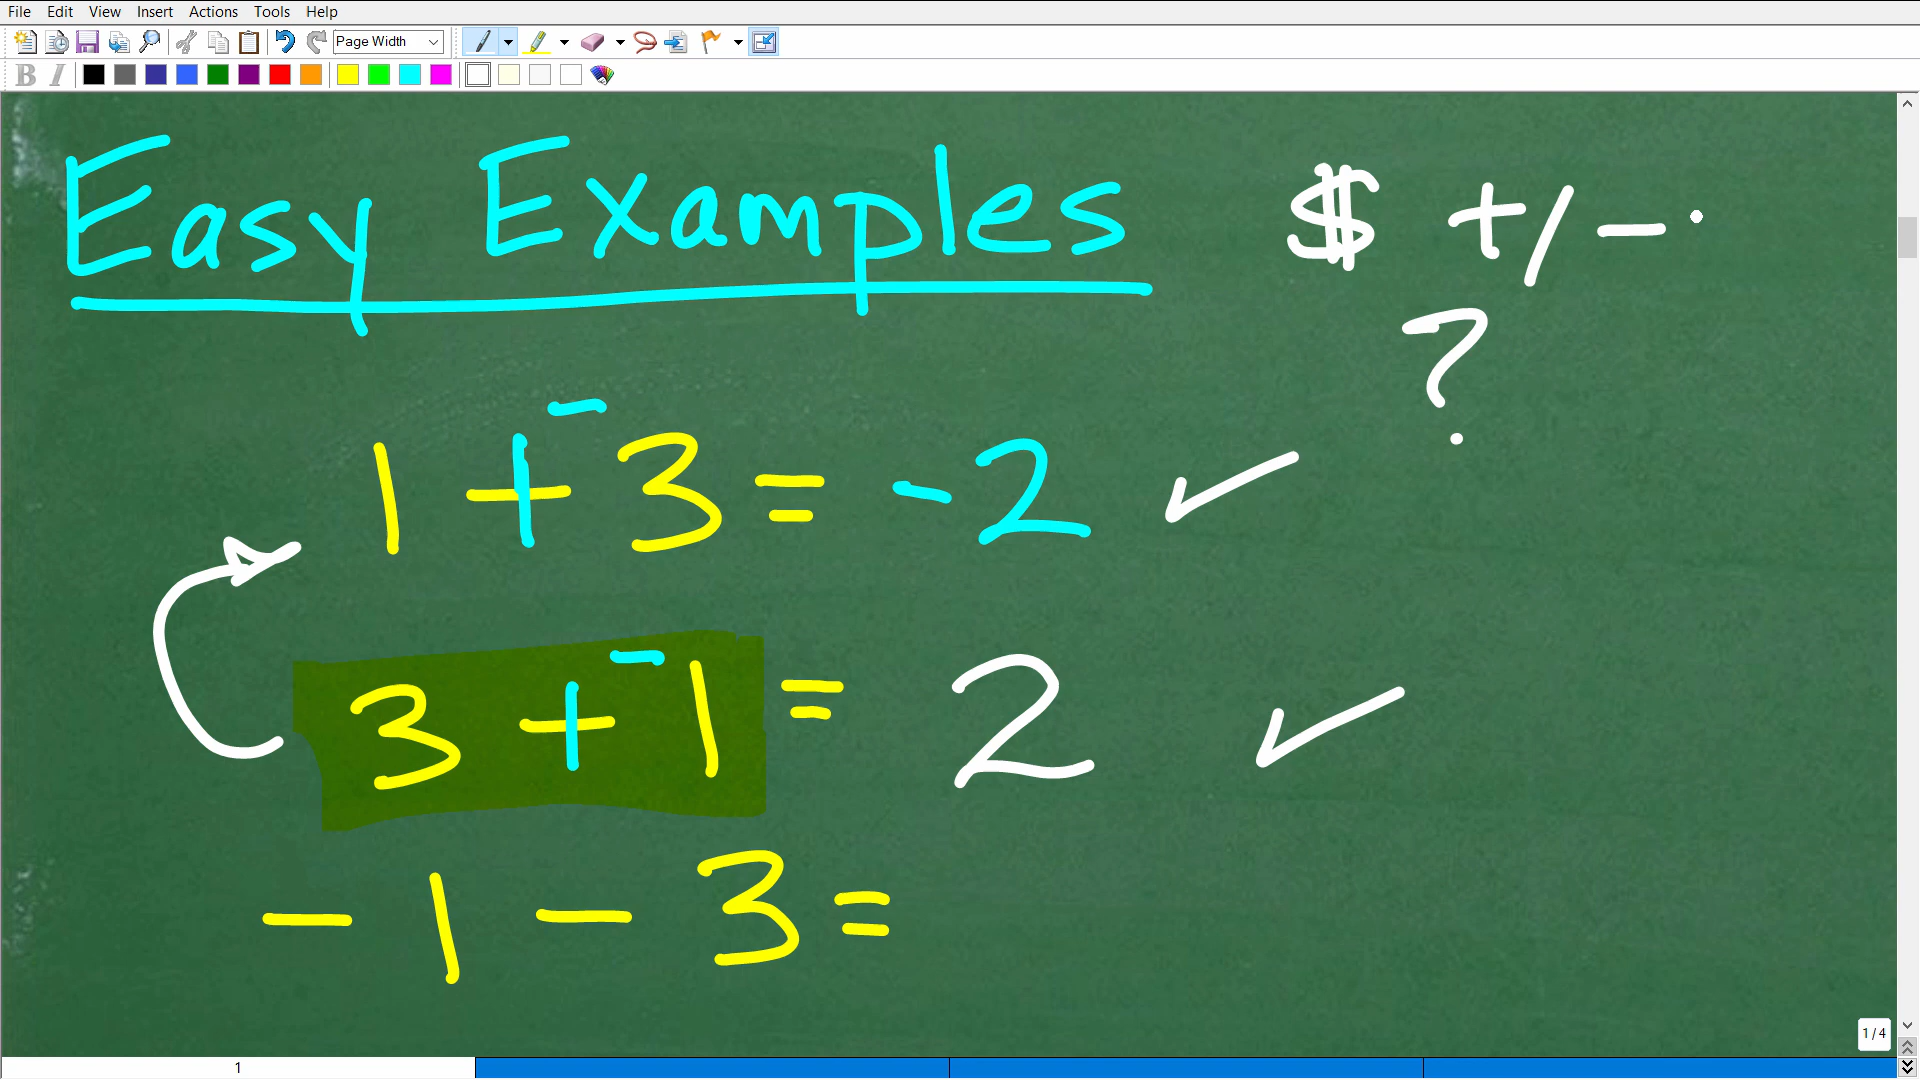 File Edit View Insert Actions Tools Help
Page Width
B I
Easy Examples $ +/-
?
1 + ⁻3 = -2 ✓
3 + ⁻1 = 2 ✓
- 1 - 3 =
1 / 4
1